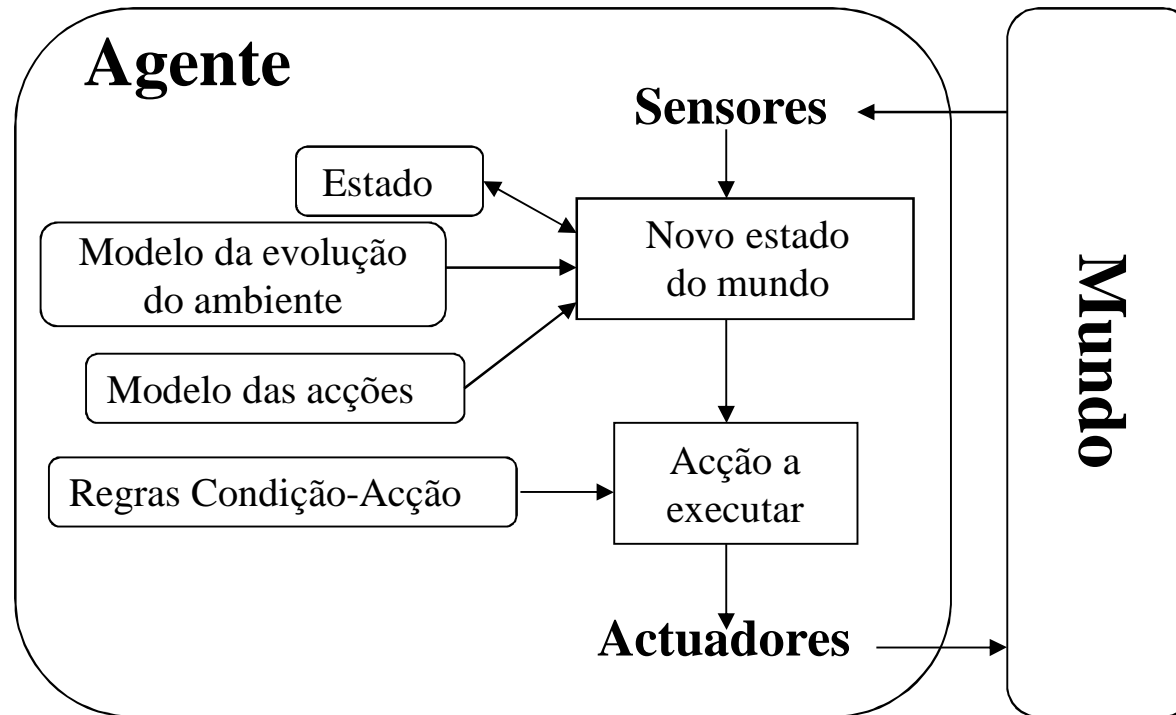 Agente
Sensores
Estado
Modelo da evolução
do ambiente
Modelo das acções
Regras Condição-Acção
Novo estado
do mundo
Acção a
executar
Actuadores
Mundo